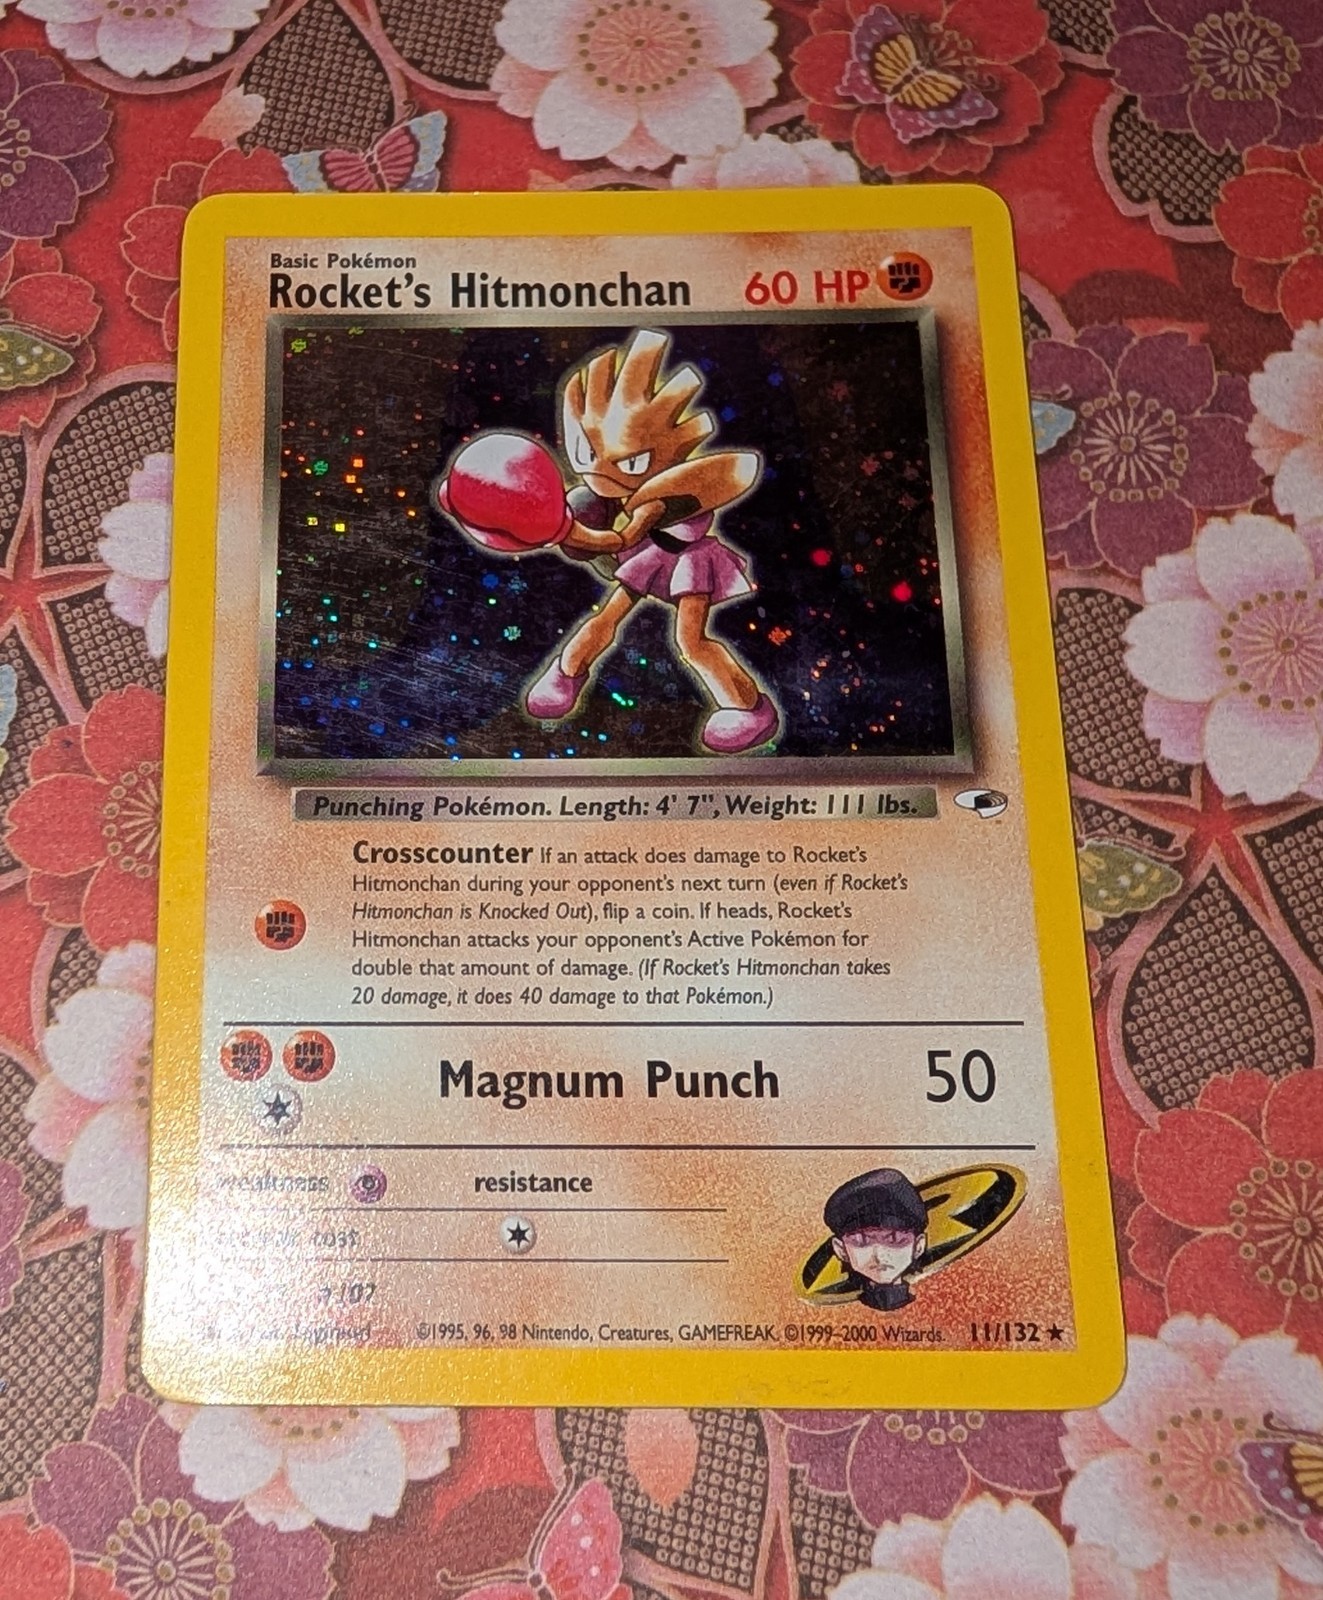 Basic Pokémon
Rocket's Hitmonchan 60 HP
Punching Pokémon. Length: 4' 7", Weight: 111 lbs.
Crosscounter If an attack does damage to Rocket's
Hitmonchan during your opponent's next turn (even if Rocket's
Hitmonchan is Knocked Out), flip a coin. If heads, Rocket's
Hitmonchan attacks your opponent's Active Pokémon for
double that amount of damage. (If Rocket's Hitmonchan takes
20 damage, it does 40 damage to that Pokémon.)
Magnum Punch 50
weakness resistance
cost
©1995, 96, 98 Nintendo, Creatures, GAMEFREAK. ©1999-2000 Wizards. 11/132 ★